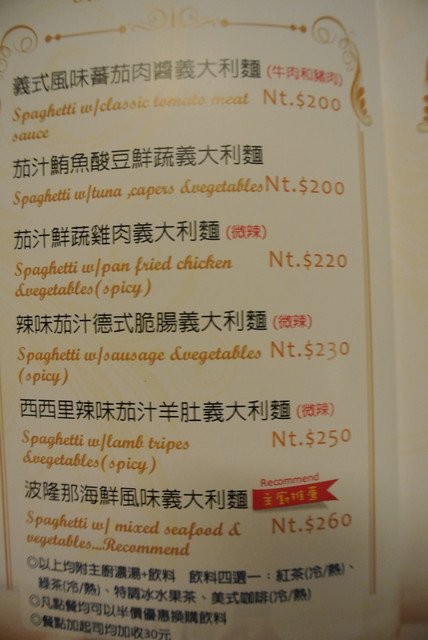 義式風味蕃茄肉醬義大利麵 (牛肉和豬肉)
Spaghetti w/classic tomato meat Nt.$200
sauce
茄汁鮪魚酸豆鮮蔬義大利麵
Spaghetti w/tuna ,capers &vegetables Nt.$200
茄汁鮮蔬雞肉義大利麵 (微辣)
Spaghetti w/pan fried chicken Nt.$220
&vegetables(spicy)
辣味茄汁德式脆腸義大利麵 (微辣)
Spaghetti w/sausage &vegetables Nt.$230
(spicy)
西西里辣味茄汁羊肚義大利麵 (微辣)
Spaghetti w/lamb tripes Nt.$250
&vegetables(spicy)
波隆那海鮮風味義大利麵 Recommend 主廚推薦
Spaghetti w/ mixed seafood & Nt.$260
vegetables....Recommend
◎以上均附主廚濃湯+飲料 飲料四選一：紅茶(冷/熱)、
綠茶(冷/熱)、特調冰水果茶、美式咖啡(冷/熱)
◎凡點餐均可以半價優惠換購飲料
◎餐點加起司均加收30元